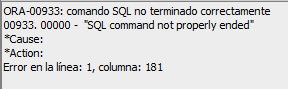 ORA-00933: comando SQL no terminado correctamente
00933. 00000 -  "SQL command not properly ended"
*Cause:
*Action:
Error en la línea: 1, columna: 181